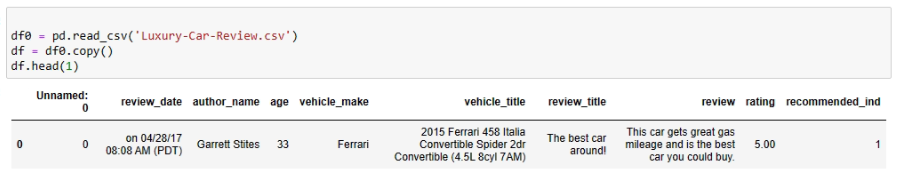 df0 = pd.read_csv('Luxury-Car-Review.csv')
df = df0.copy()
df.head(1)
Unnamed: 0 review_date author_name age vehicle_make vehicle_title review_title review rating recommended_ind
0 0 on 04/28/17 08:08 AM (PDT) Garrett Stites 33 Ferrari 2015 Ferrari 458 Italia Convertible Spider 2dr Convertible (4.5L 8cyl 7AM) The best car around! This car gets great gas mileage and is the best car you could buy. 5.00 1